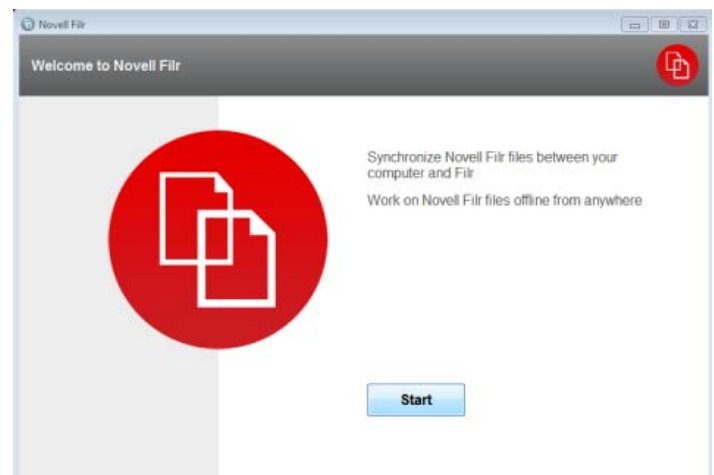 Novell Filr
Welcome to Novell Filr
Synchronize Novell Filr files between your
computer and Filr
Work on Novell Filr files offline from anywhere
Start